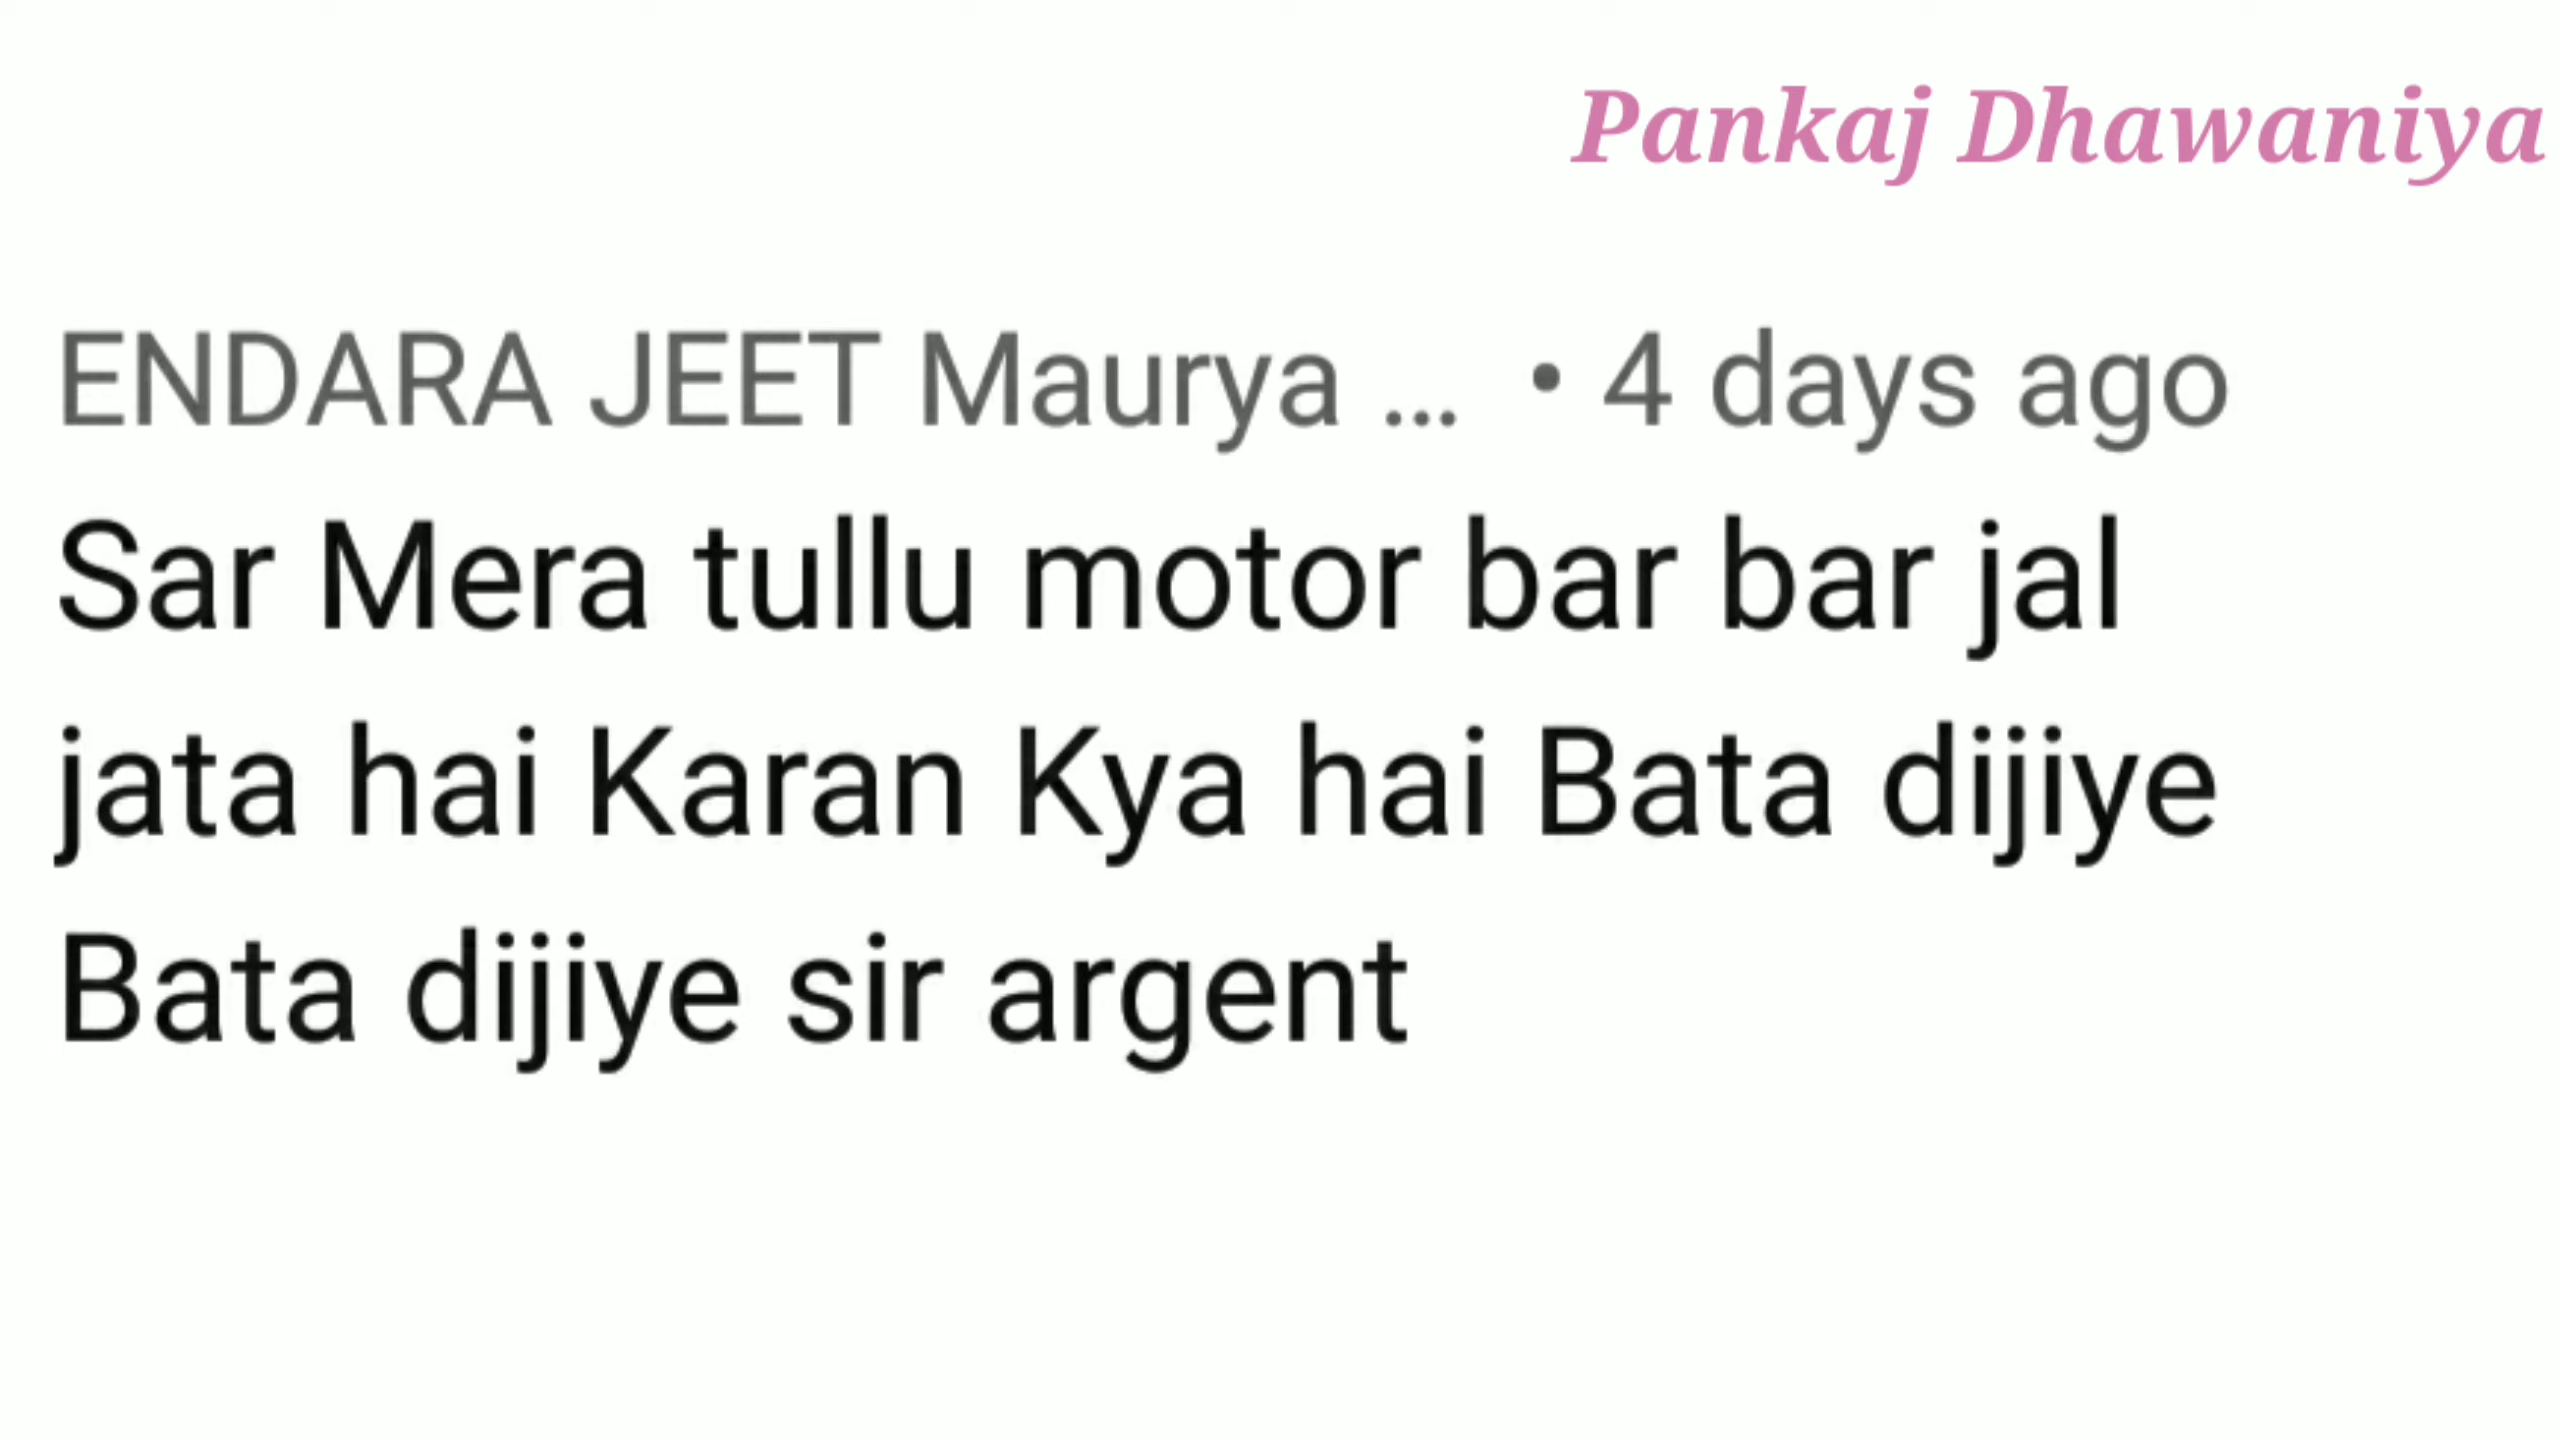 Pankaj Dhawaniya
ENDARA JEET Maurya ... • 4 days ago
Sar Mera tullu motor bar bar jal
jata hai Karan Kya hai Bata dijiye
Bata dijiye sir argent